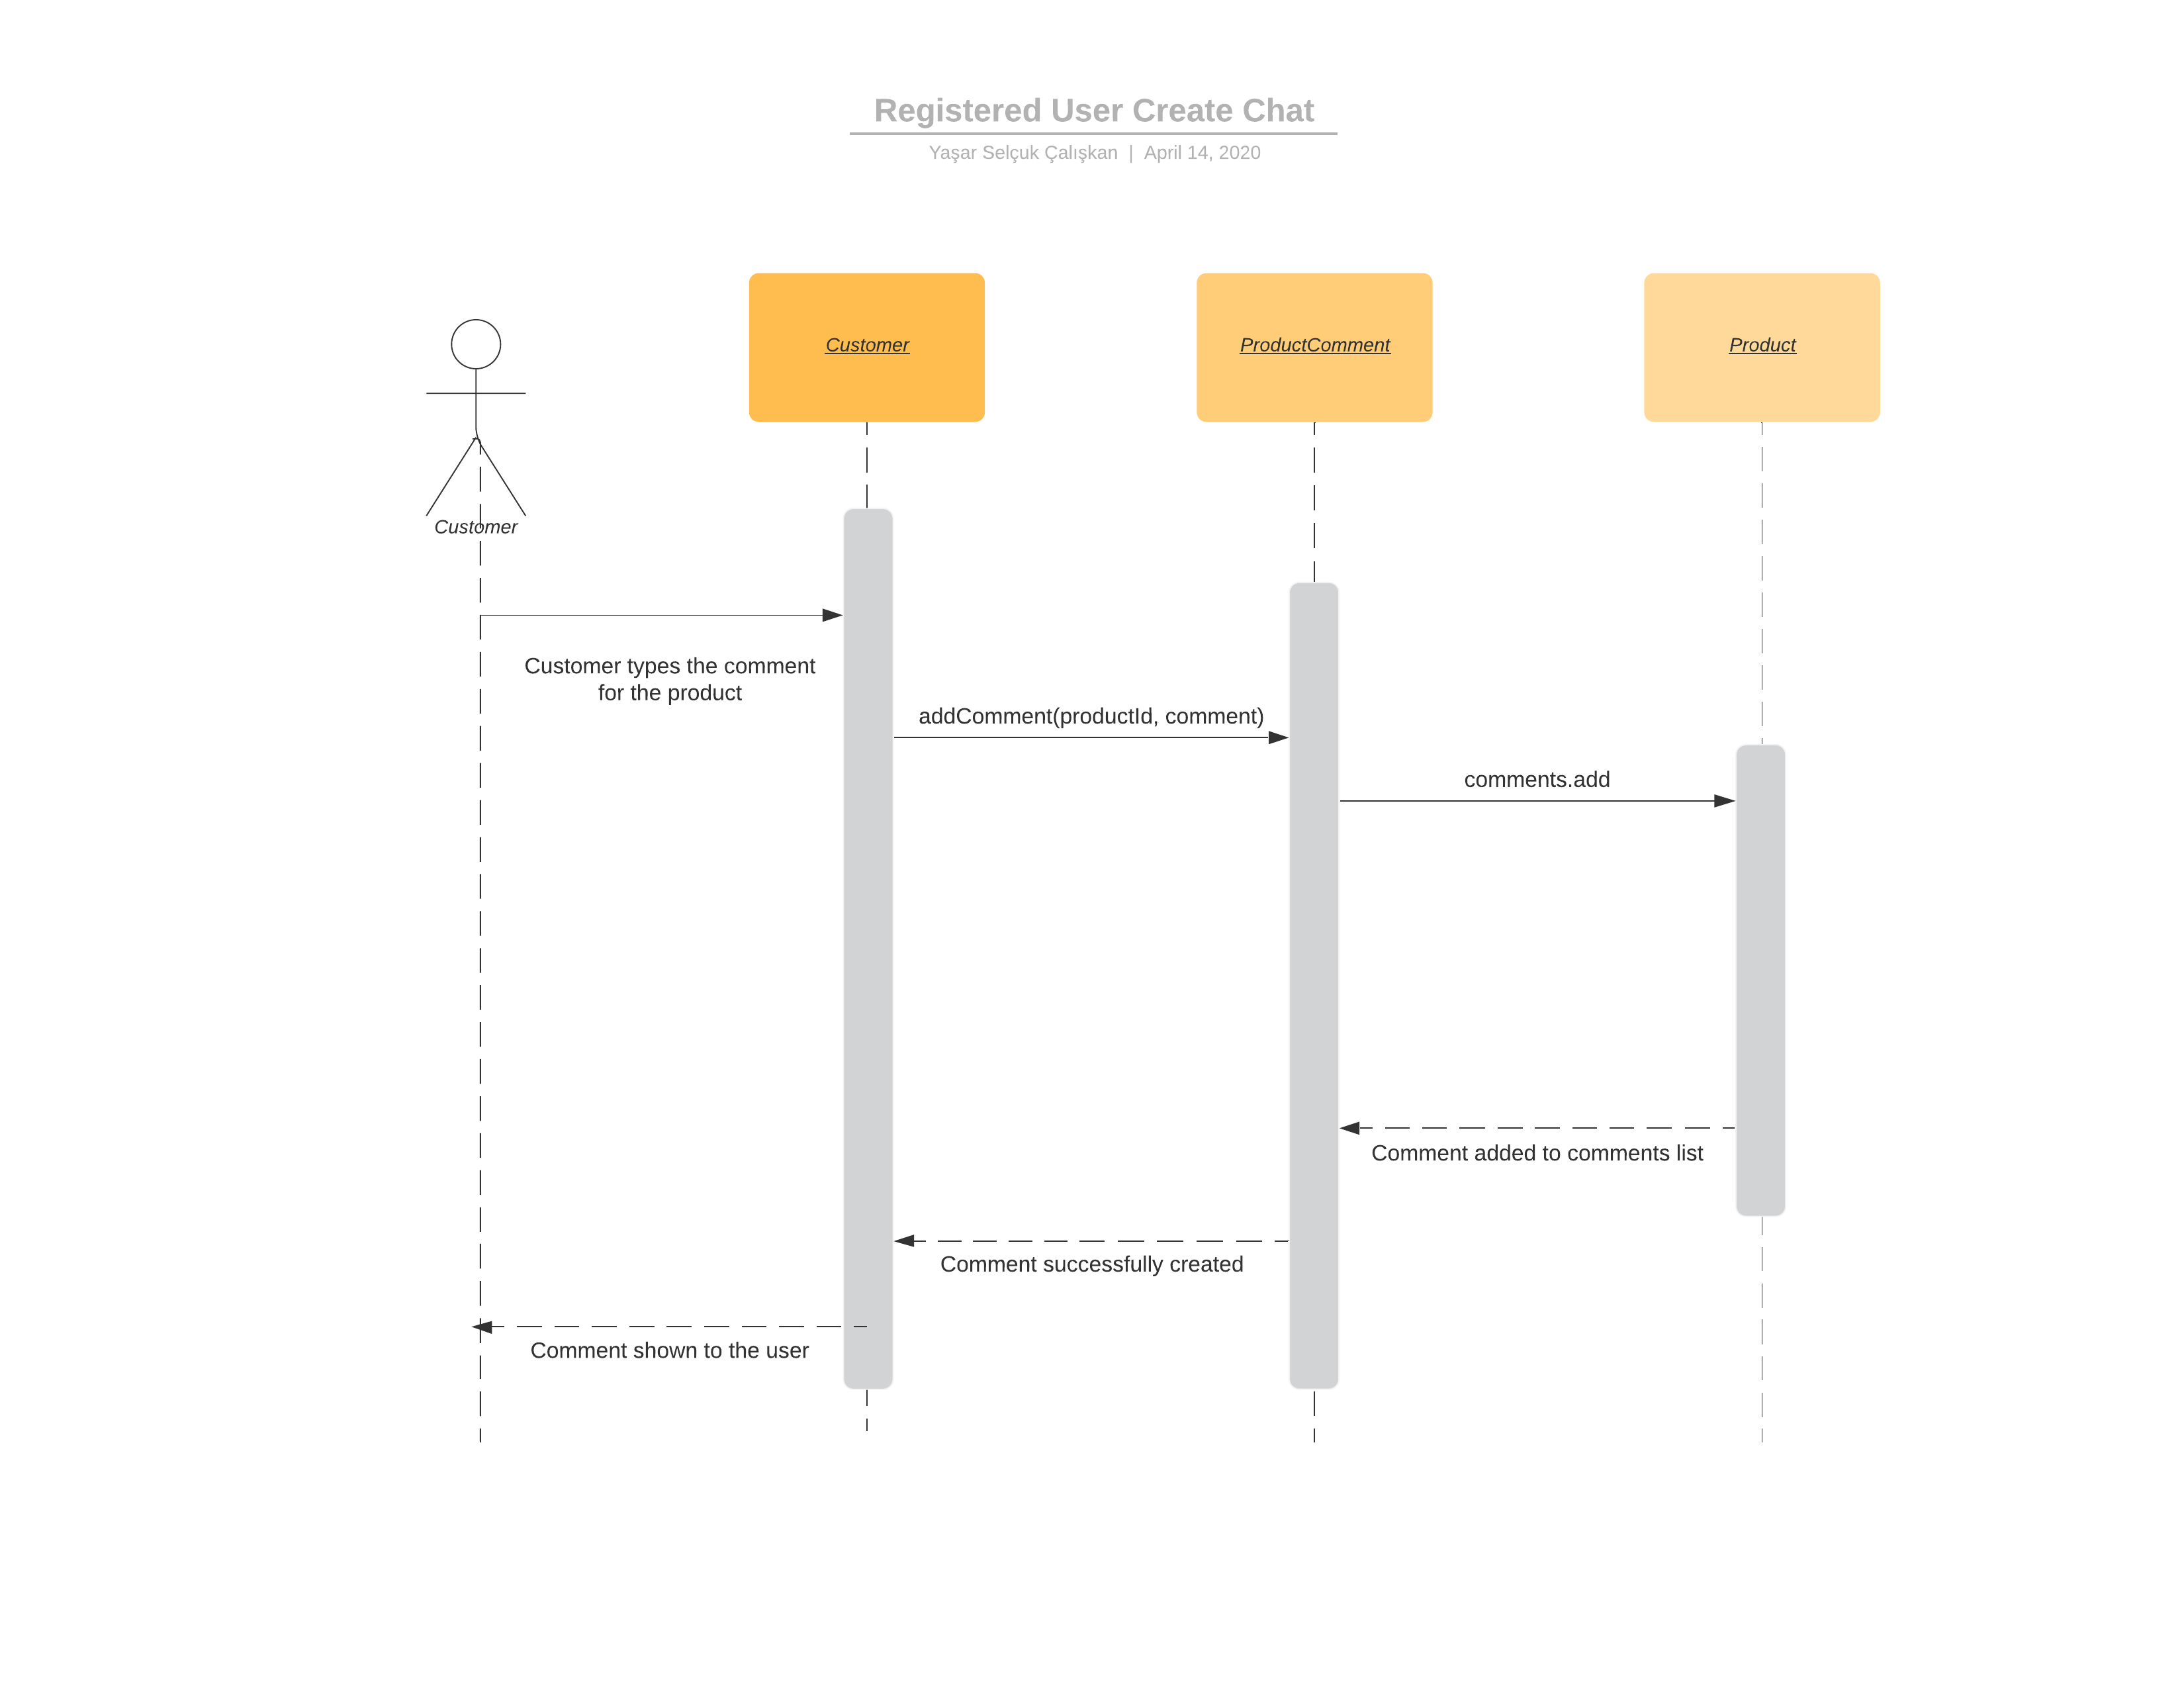 Registered User Create Chat
Yaşar Selçuk Çalışkan | April 14, 2020
Customer
ProductComment
Product
Customer
Customer types the comment
for the product
addComment(productId, comment)
comments.add
Comment added to comments list
Comment successfully created
Comment shown to the user